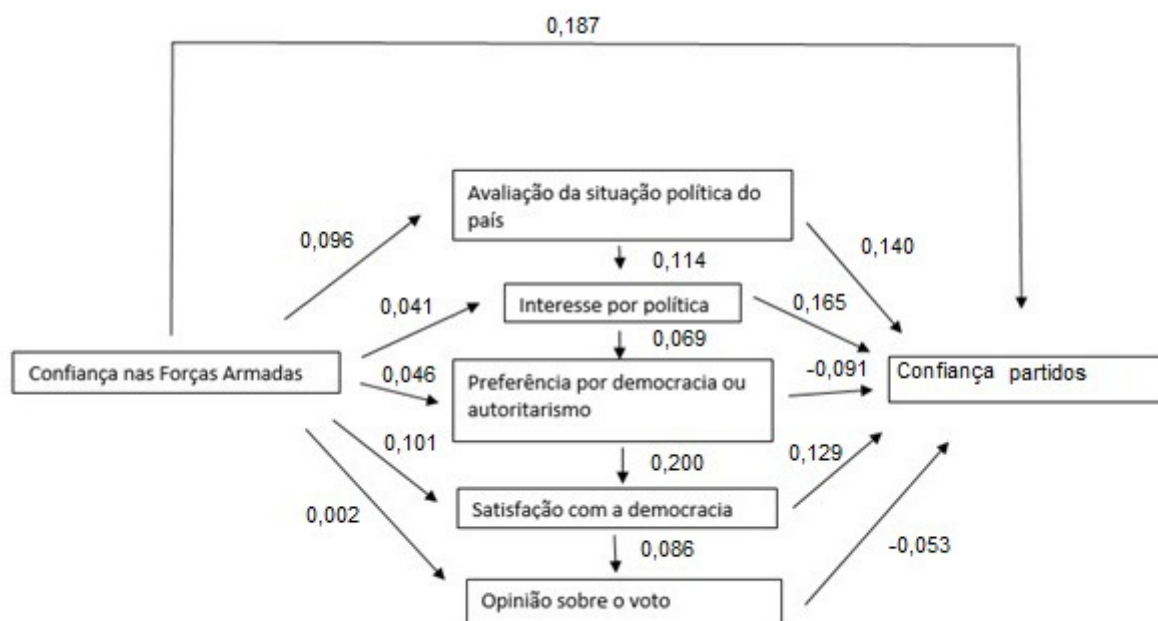 0,187
Avaliação da situação política do
país
0,096
0,140
0,114
0,041
Interesse por política
0,165
0,069
Confiança nas Forças Armadas
0,046
Preferência por democracia ou
autoritarismo
-0,091
Confiança partidos
0,101
0,200
0,129
Satisfação com a democracia
0,002
0,086
-0,053
Opinião sobre o voto